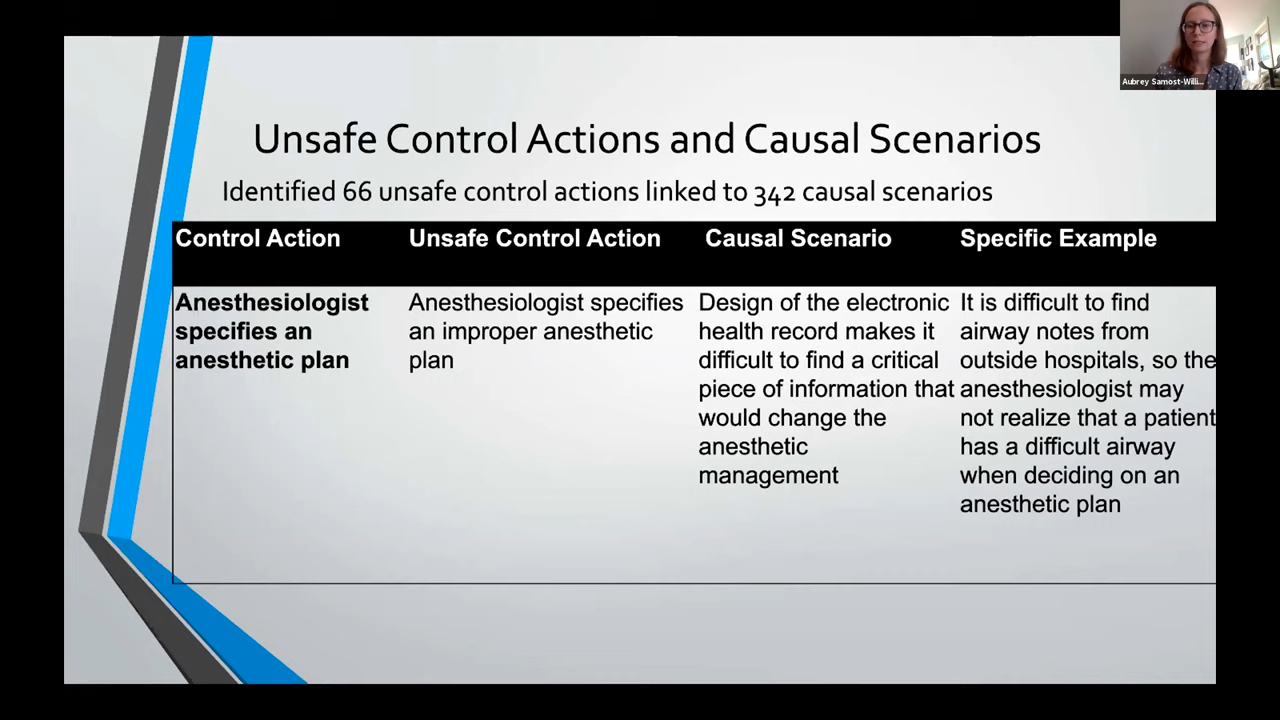 Aubrey Samost-Willi...
Unsafe Control Actions and Causal Scenarios
Identified 66 unsafe control actions linked to 342 causal scenarios
Control Action
Unsafe Control Action
Causal Scenario
Specific Example
Anesthesiologist
specifies an
anesthetic plan
Anesthesiologist specifies
an improper anesthetic
plan
Design of the electronic
health record makes it
difficult to find a critical
piece of information that
would change the
anesthetic
management
It is difficult to find
airway notes from
outside hospitals, so the
anesthesiologist may
not realize that a patient
has a difficult airway
when deciding on an
anesthetic plan